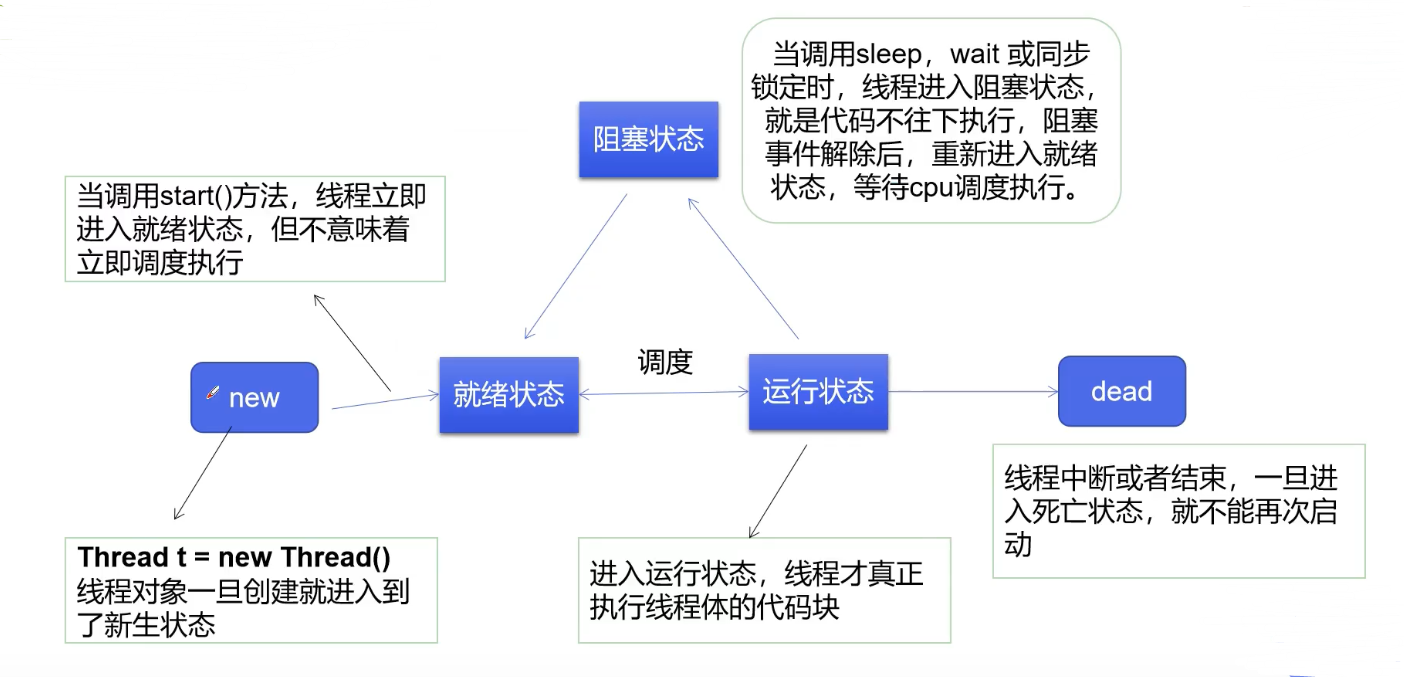 当调用sleep，wait 或同步
锁定时，线程进入阻塞状态，
就是代码不往下执行，阻塞
事件解除后，重新进入就绪
状态，等待cpu调度执行。
阻塞状态
当调用start()方法，线程立即
进入就绪状态，但不意味着
立即调度执行
new
就绪状态
调度
运行状态
dead
Thread t = new Thread()
线程对象一旦创建就进入到
了新生状态
进入运行状态，线程才真正
执行线程体的代码块
线程中断或者结束，一旦进
入死亡状态，就不能再次启
动